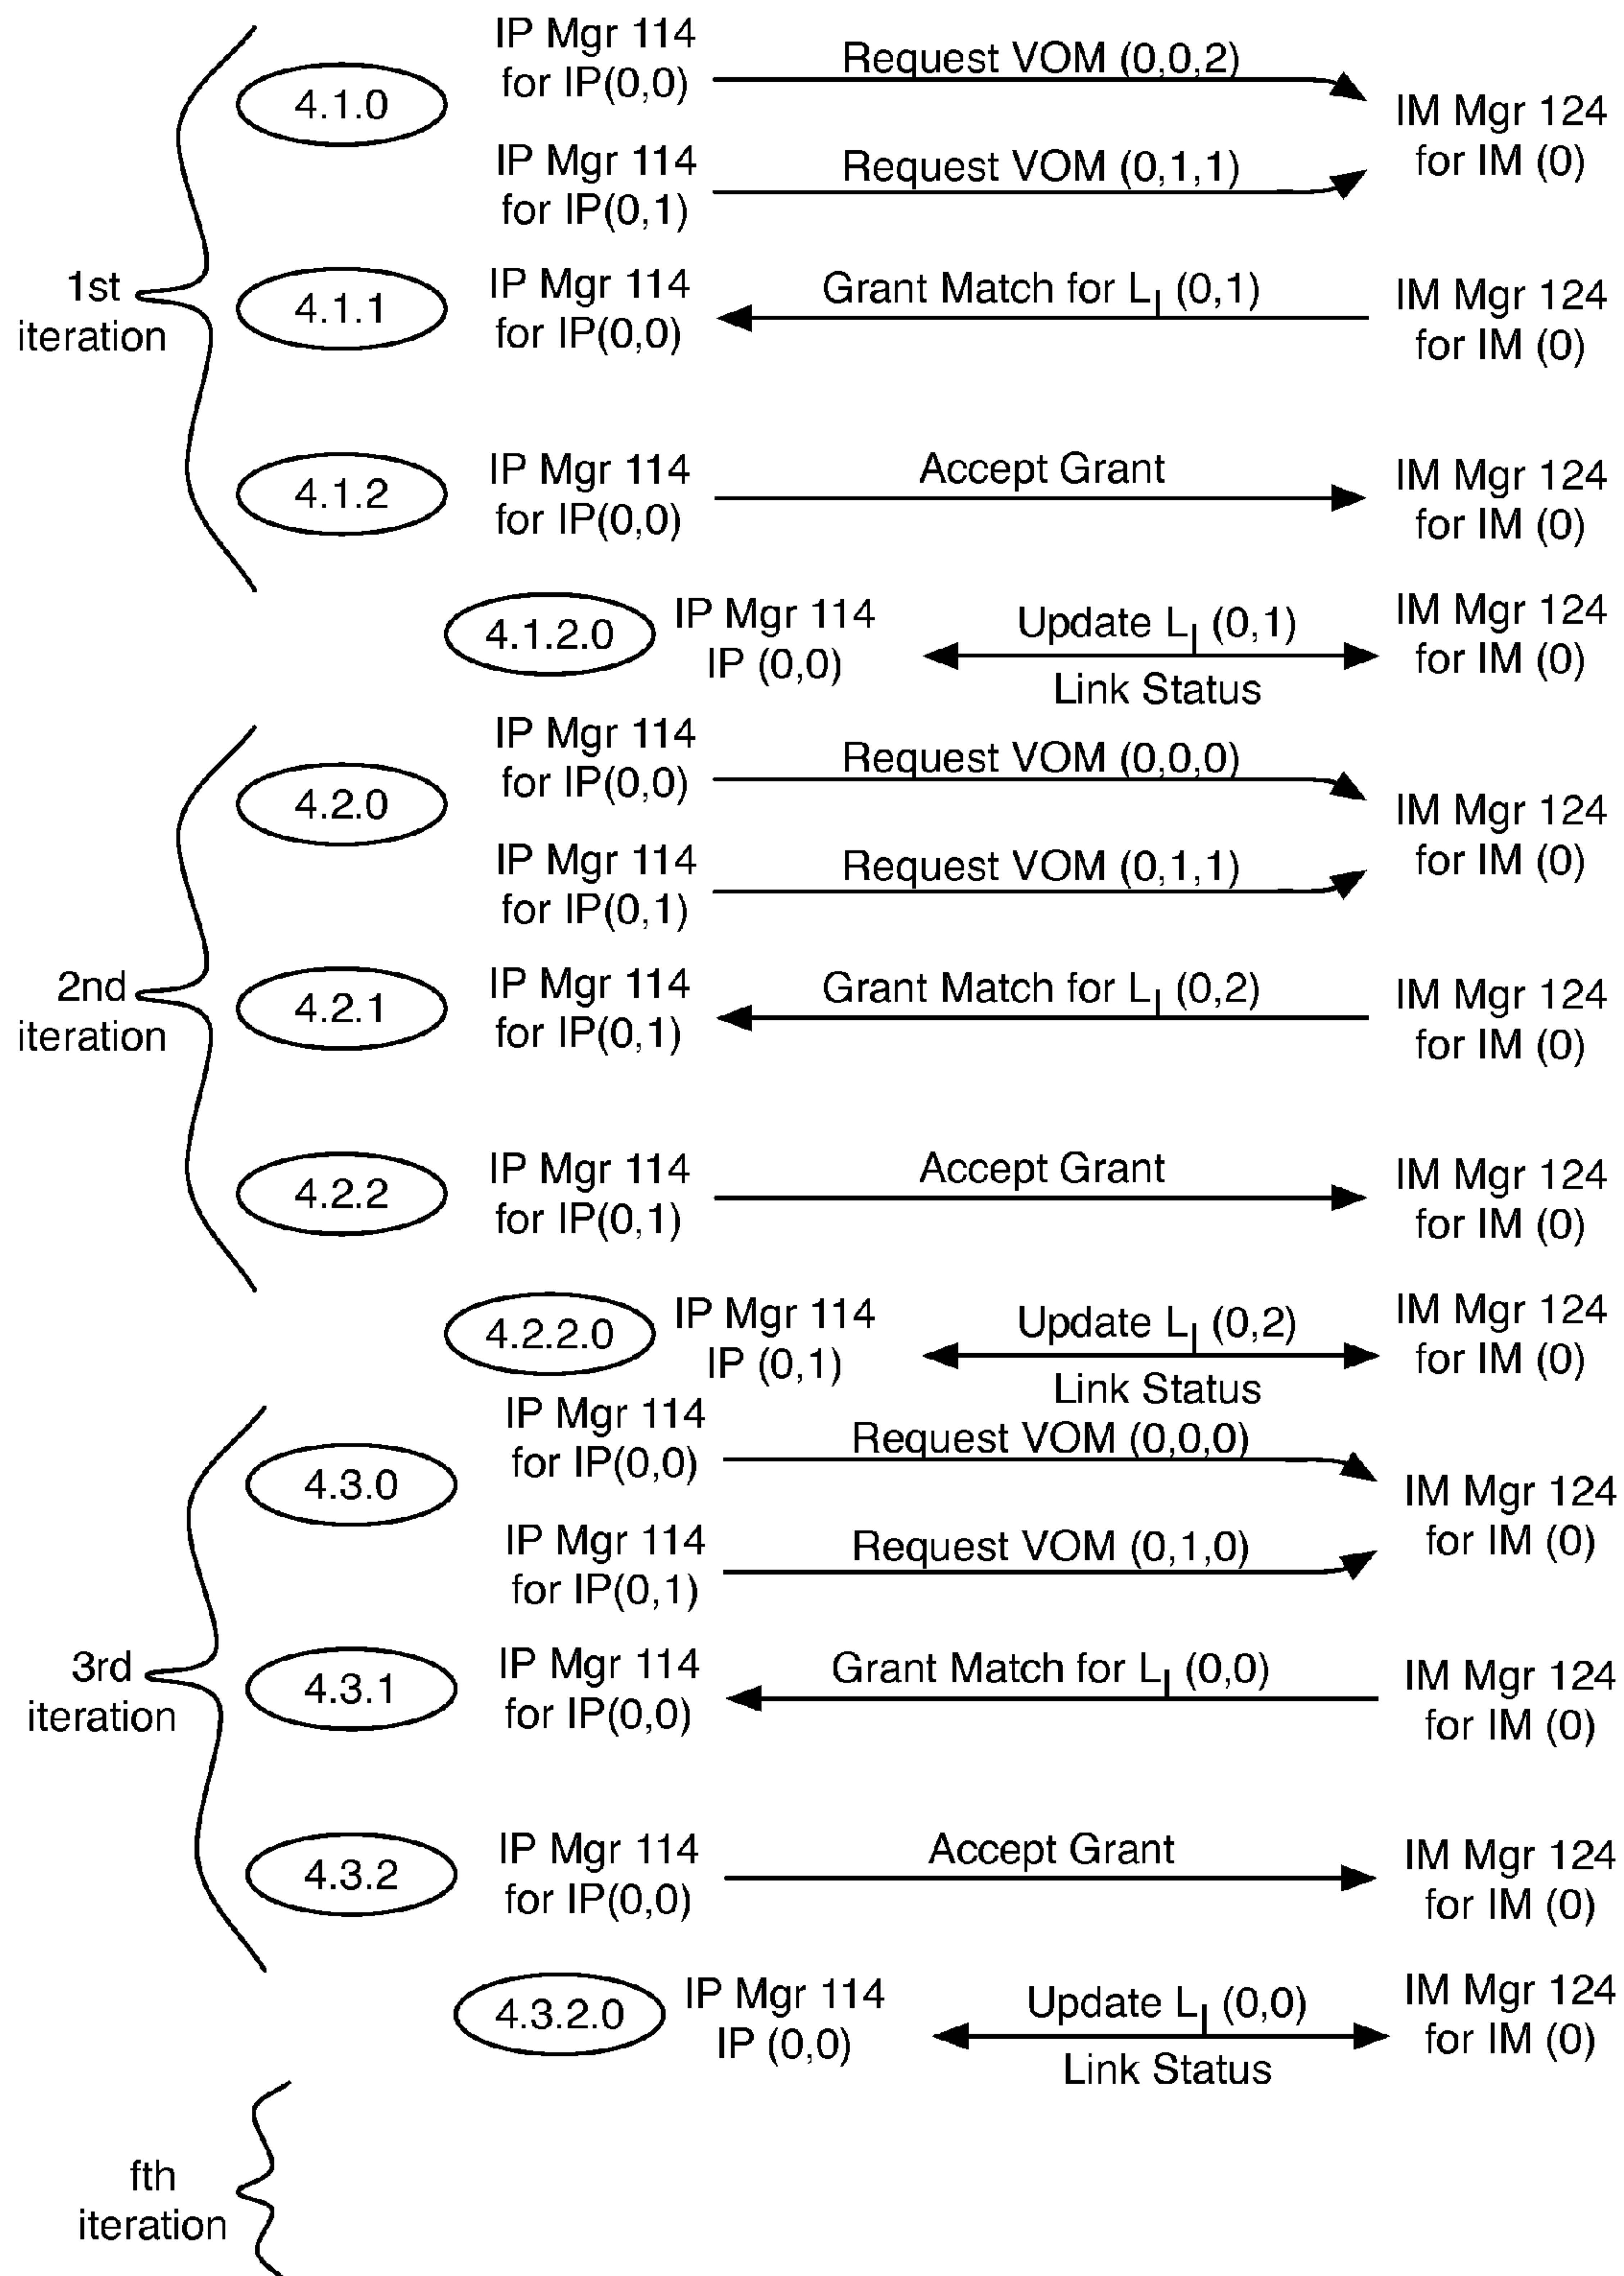 IP Mgr 114
for IP(0,0)
Request VOM (0,0,2)
4.1.0
IM Mgr 124
for IM (0)
IP Mgr 114
for IP(0,1)
Request VOM (0,1,1)
1st
iteration
4.1.1
IP Mgr 114
for IP(0,0)
Grant Match for LI (0,1)
IM Mgr 124
for IM (0)
4.1.2
IP Mgr 114
for IP(0,0)
Accept Grant
IM Mgr 124
for IM (0)
4.1.2.0
IP Mgr 114
IP (0,0)
Update LI (0,1)
Link Status
IM Mgr 124
for IM (0)
IP Mgr 114
for IP(0,0)
Request VOM (0,0,0)
4.2.0
IM Mgr 124
for IM (0)
IP Mgr 114
for IP(0,1)
Request VOM (0,1,1)
2nd
iteration
4.2.1
IP Mgr 114
for IP(0,1)
Grant Match for LI (0,2)
IM Mgr 124
for IM (0)
4.2.2
IP Mgr 114
for IP(0,1)
Accept Grant
IM Mgr 124
for IM (0)
4.2.2.0
IP Mgr 114
IP (0,1)
Update LI (0,2)
Link Status
IM Mgr 124
for IM (0)
IP Mgr 114
for IP(0,0)
Request VOM (0,0,0)
4.3.0
IM Mgr 124
for IM (0)
IP Mgr 114
for IP(0,1)
Request VOM (0,1,0)
3rd
iteration
4.3.1
IP Mgr 114
for IP(0,0)
Grant Match for LI (0,0)
IM Mgr 124
for IM (0)
4.3.2
IP Mgr 114
for IP(0,0)
Accept Grant
IM Mgr 124
for IM (0)
4.3.2.0
IP Mgr 114
IP (0,0)
Update LI (0,0)
Link Status
IM Mgr 124
for IM (0)
fth
iteration